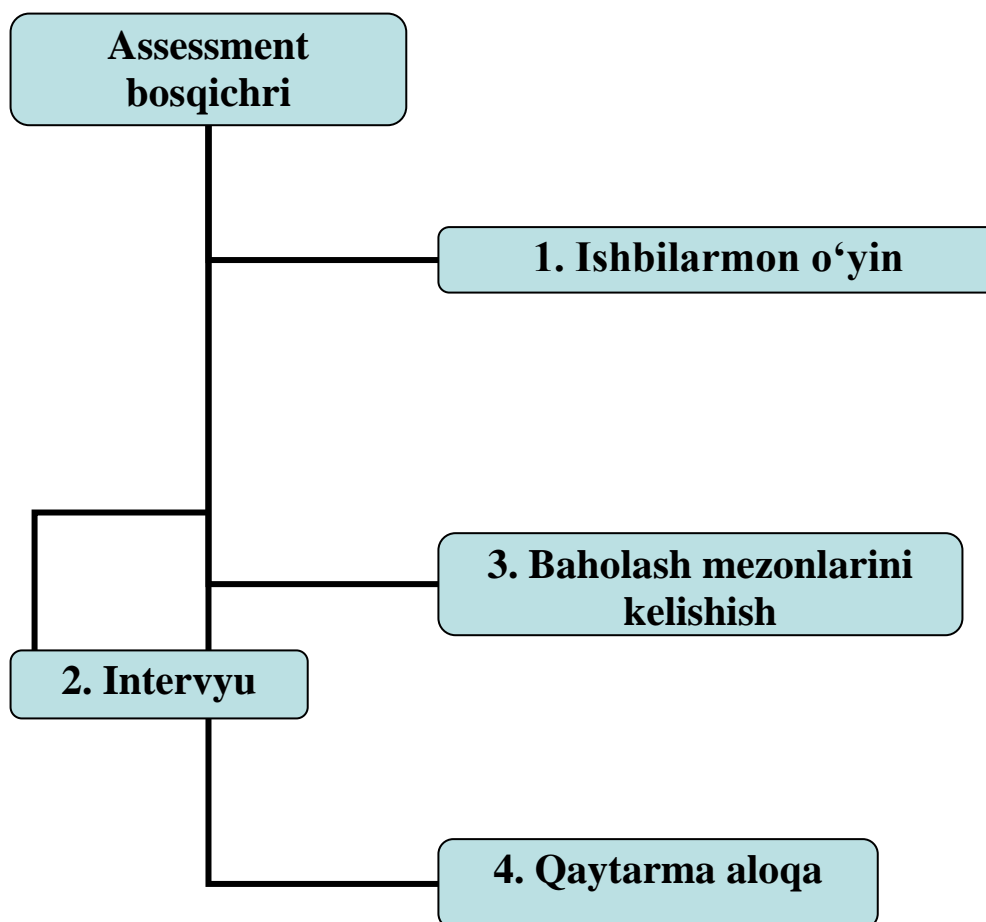 Assessment
bosqichri
1. Ishbilarmon o‘yin
3. Baholash mezonlarini
kelishish
2. Intervyu
4. Qaytarma aloqa